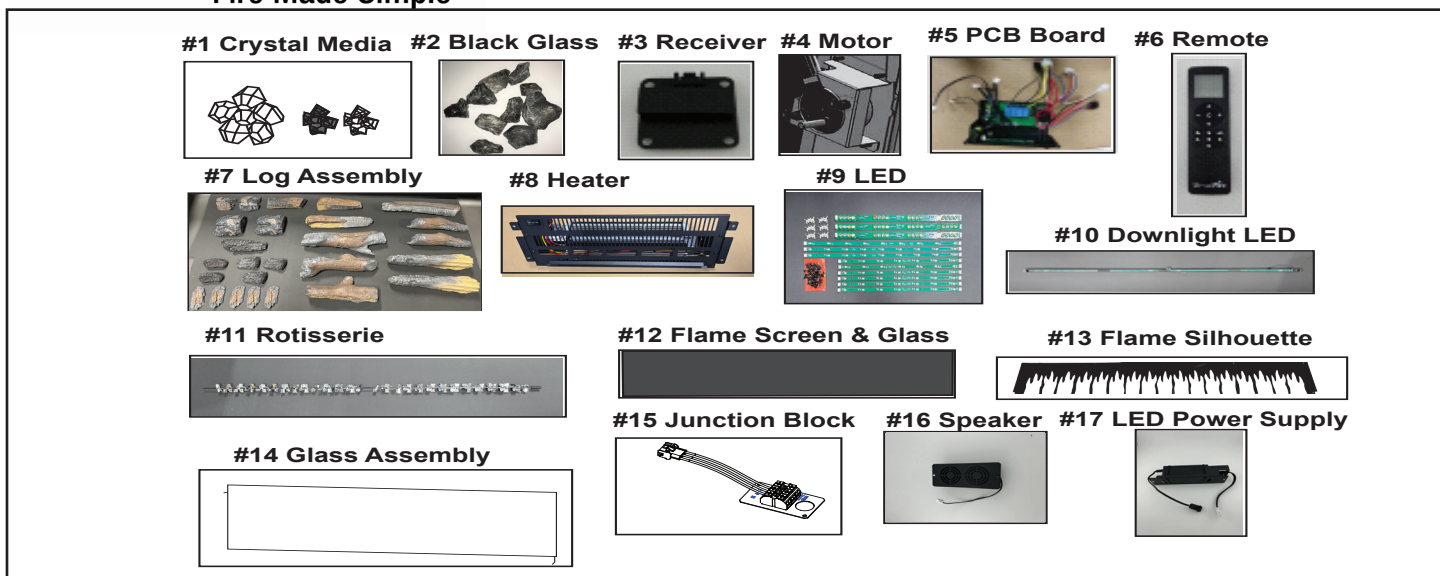 Fire Made Simple
#1 Crystal Media
#2 Black Glass
#3 Receiver
#4 Motor
#5 PCB Board
#6 Remote
#7 Log Assembly
#8 Heater
#9 LED
#10 Downlight LED
#11 Rotisserie
#12 Flame Screen & Glass
#13 Flame Silhouette
#14 Glass Assembly
#15 Junction Block
#16 Speaker
#17 LED Power Supply